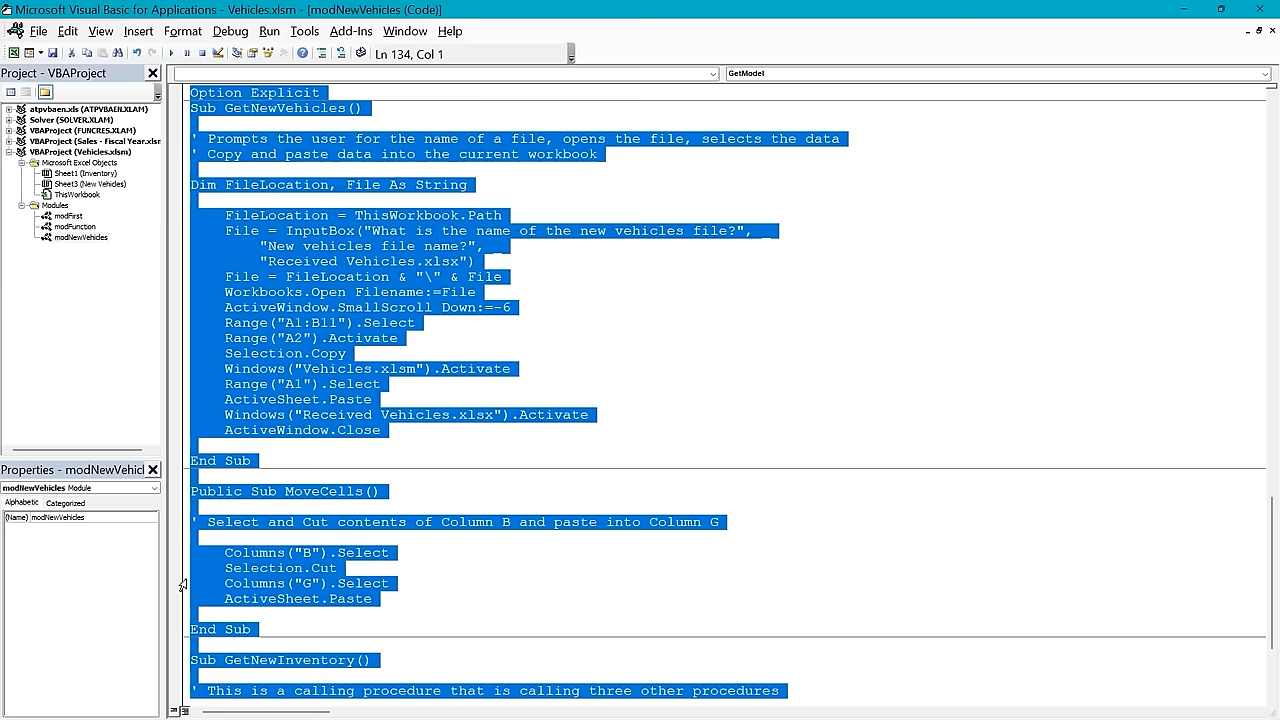 Microsoft Visual Basic for Applications - Vehicles.xlsm - [modNewVehicles (Code)]
File Edit View Insert Format Debug Run Tools Add-Ins Window Help
Ln 134, Col 1
Project - VBAProject
GetModel
atpvbaen.xls (ATPVBAEN.XLAM)
Solver (SOLVER.XLAM)
VBAProject (FUNCRES.XLAM)
VBAProject (Sales - Fiscal Year.xlsr
VBAProject (Vehicles.xlsm)
Microsoft Excel Objects
Sheet1 (Inventory)
Sheet3 (New Vehicles)
ThisWorkbook
Modules
modFirst
modFunction
modNewVehicles
Properties - modNewVehicl
modNewVehicles Module
Alphabetic Categorized
(Name) modNewVehicles
Option Explicit
Sub GetNewVehicles()
' Prompts the user for the name of a file, opens the file, selects the data
' Copy and paste data into the current workbook
Dim FileLocation, File As String
FileLocation = ThisWorkbook.Path
File = InputBox("What is the name of the new vehicles file?", _
"New vehicles file name?", _
"Received Vehicles.xlsx")
File = FileLocation & "\" & File
Workbooks.Open Filename:=File
ActiveWindow.SmallScroll Down:=-6
Range("A1:B11").Select
Range("A2").Activate
Selection.Copy
Windows("Vehicles.xlsm").Activate
Range("A1").Select
ActiveSheet.Paste
Windows("Received Vehicles.xlsx").Activate
ActiveWindow.Close
End Sub
Public Sub MoveCells()
' Select and Cut contents of Column B and paste into Column G
Columns("B").Select
Selection.Cut
Columns("G").Select
ActiveSheet.Paste
End Sub
Sub GetNewInventory()
' This is a calling procedure that is calling three other procedures